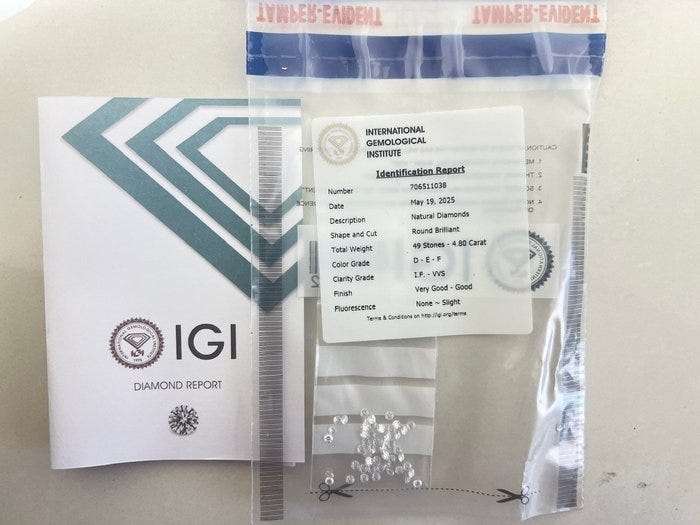 TAMPER-EVIDENT TAMPER-EVIDENT
IGI
DIAMOND REPORT
INTERNATIONAL
GEMOLOGICAL
INSTITUTE
IGI
Identification Report
Number 706511038
Date May 19, 2025
Description Natural Diamonds
Shape and Cut Round Brilliant
Total Weight 49 Stones - 4.80 Carat
Color Grade D - E - F
Clarity Grade I.F. - VVS
Finish Very Good - Good
Fluorescence None ~ Slight
Terms & Conditions on http://igi.org/terms